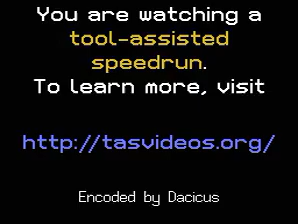 You are watching a
tool-assisted
speedrun.
To learn more, visit
http://tasvideos.org/
Encoded by Dacicus